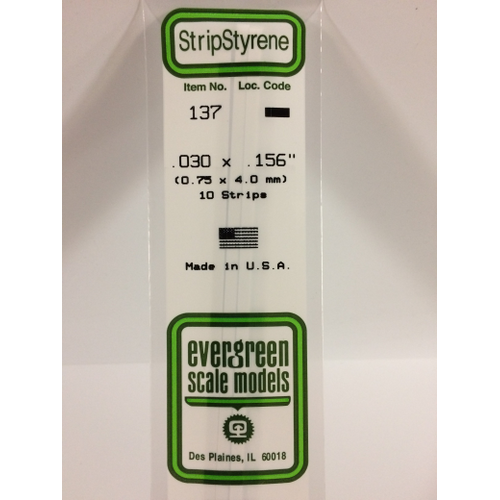 StripStyrene
Item No. Loc. Code
137
.030 x .156"
(0.75 x 4.0 mm)
10 Strips
Made in U.S.A.
evergreen
scale models
Des Plaines, IL 60018